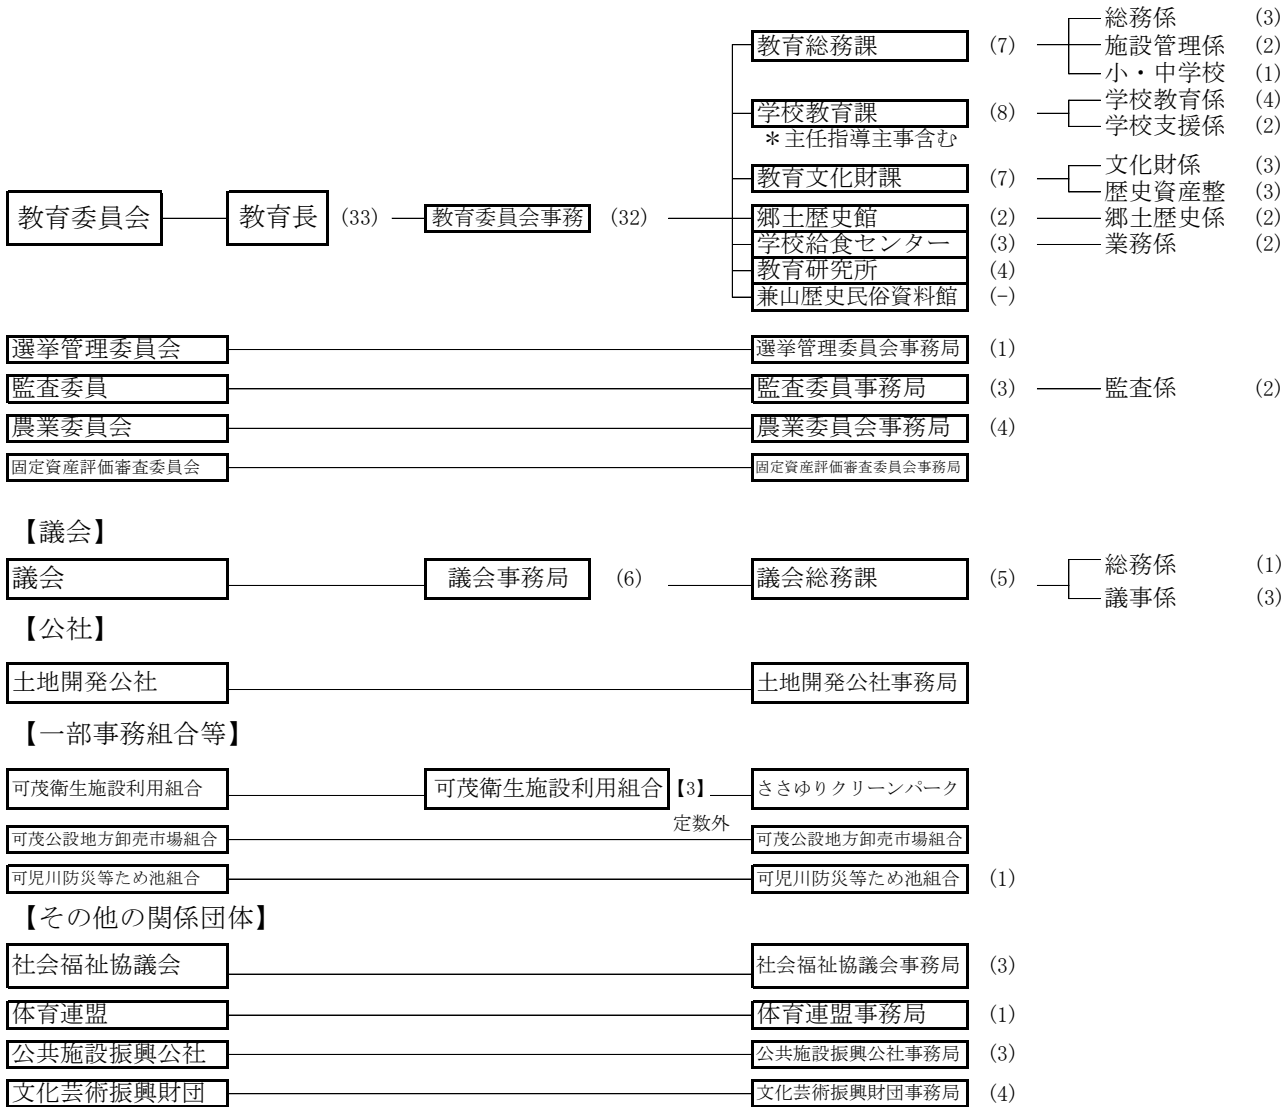 総務係 (3)
教育総務課 (7) 施設管理係 (2)
小・中学校 (1)
学校教育係 (4)
学校教育課 (8)
学校支援係 (2)
＊主任指導主事含む
文化財係 (3)
教育文化財課 (7)
歴史資産整 (3)
教育委員会 教育長 (33) 教育委員会事務 (32) 郷土歴史館 (2) 郷土歴史係 (2)
学校給食センター (3) 業務係 (2)
教育研究所 (4)
兼山歴史民俗資料館 (-)
選挙管理委員会 選挙管理委員会事務局 (1)
監査委員 監査委員事務局 (3) 監査係 (2)
農業委員会 農業委員会事務局 (4)
固定資産評価審査委員会 固定資産評価審査委員会事務局
【議会】
総務係 (1)
議会 議会事務局 (6) 議会総務課 (5)
議事係 (3)
【公社】
土地開発公社 土地開発公社事務局
【一部事務組合等】
可茂衛生施設利用組合 可茂衛生施設利用組合 【3】 ささゆりクリーンパーク
定数外
可茂公設地方卸売市場組合 可茂公設地方卸売市場組合
可児川防災等ため池組合 可児川防災等ため池組合 (1)
【その他の関係団体】
社会福祉協議会 社会福祉協議会事務局 (3)
体育連盟 体育連盟事務局 (1)
公共施設振興公社 公共施設振興公社事務局 (3)
文化芸術振興財団 文化芸術振興財団事務局 (4)